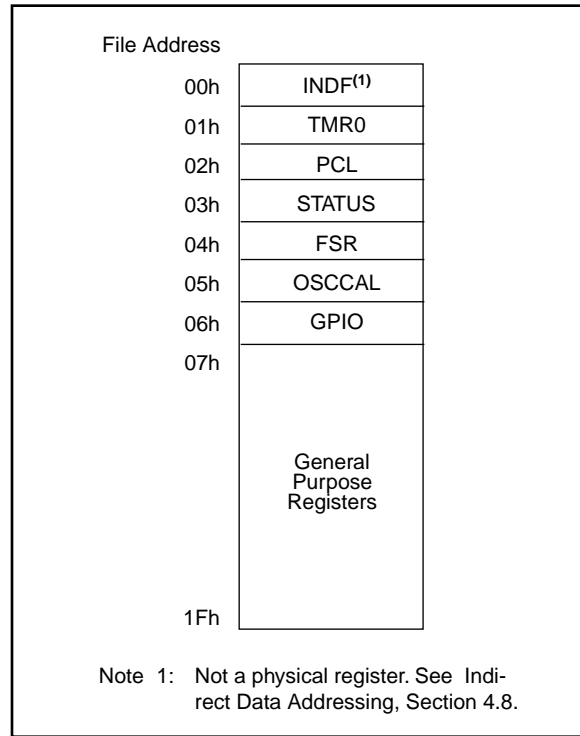 File Address
00h INDF(1)
01h TMR0
02h PCL
03h STATUS
04h FSR
05h OSCCAL
06h GPIO
07h
General
Purpose
Registers
1Fh
Note 1: Not a physical register. See Indi-
rect Data Addressing, Section 4.8.